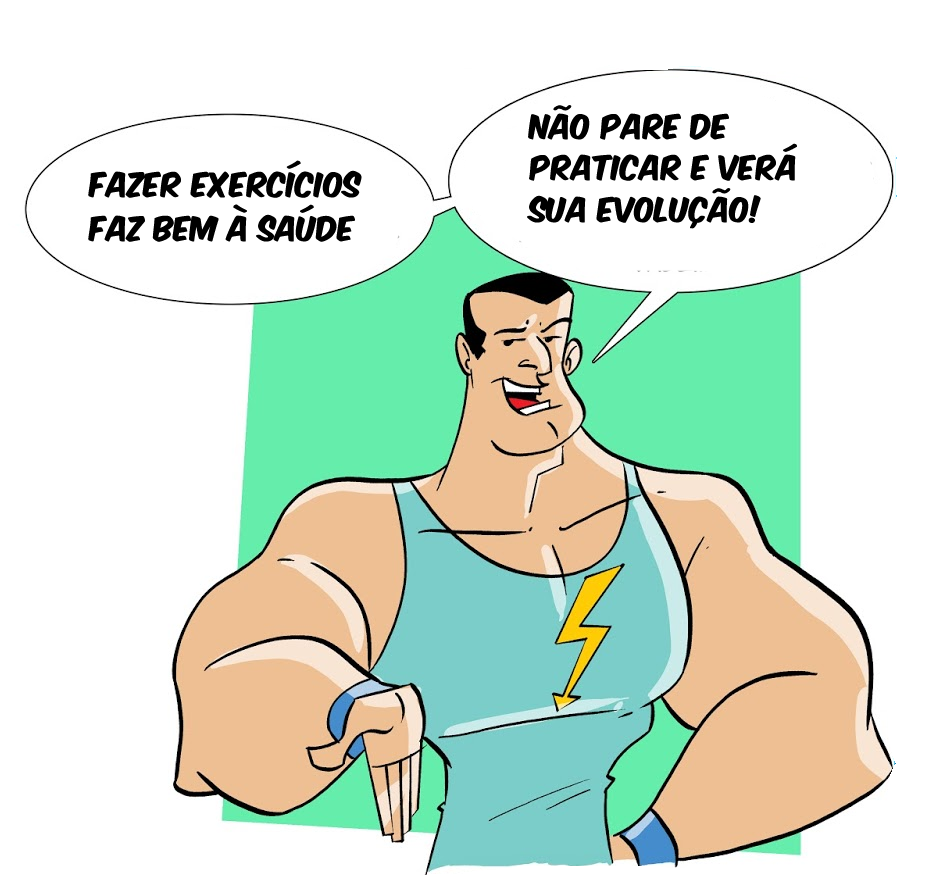 FAZER EXERCÍCIOS
FAZ BEM À SAÚDE
NÃO PARE DE
PRATICAR E VERÁ
SUA EVOLUÇÃO!